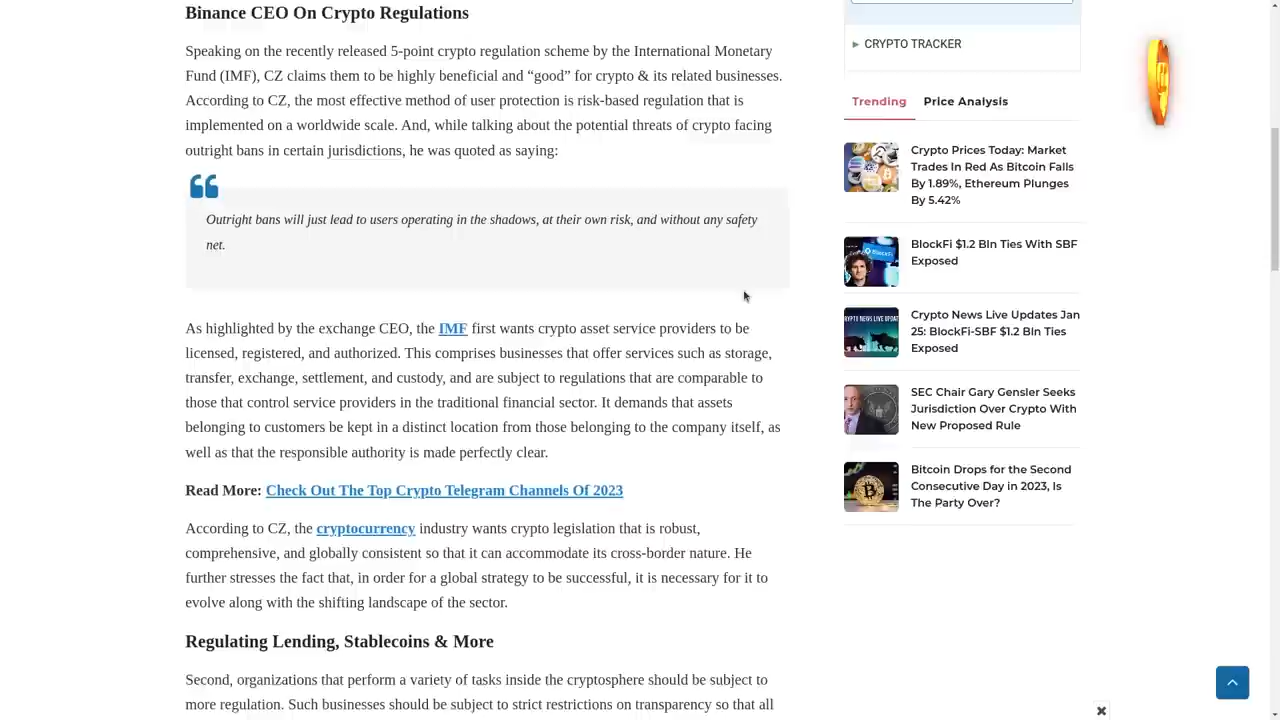 Binance CEO On Crypto Regulations
Speaking on the recently released 5-point crypto regulation scheme by the International Monetary
Fund (IMF), CZ claims them to be highly beneficial and “good” for crypto & its related businesses.
According to CZ, the most effective method of user protection is risk-based regulation that is
implemented on a worldwide scale. And, while talking about the potential threats of crypto facing
outright bans in certain jurisdictions, he was quoted as saying:
Outright bans will just lead to users operating in the shadows, at their own risk, and without any safety
net.
As highlighted by the exchange CEO, the IMF first wants crypto asset service providers to be
licensed, registered, and authorized. This comprises businesses that offer services such as storage,
transfer, exchange, settlement, and custody, and are subject to regulations that are comparable to
those that control service providers in the traditional financial sector. It demands that assets
belonging to customers be kept in a distinct location from those belonging to the company itself, as
well as that the responsible authority is made perfectly clear.
Read More: Check Out The Top Crypto Telegram Channels Of 2023
According to CZ, the cryptocurrency industry wants crypto legislation that is robust,
comprehensive, and globally consistent so that it can accommodate its cross-border nature. He
further stresses the fact that, in order for a global strategy to be successful, it is necessary for it to
evolve along with the shifting landscape of the sector.
Regulating Lending, Stablecoins & More
Second, organizations that perform a variety of tasks inside the cryptosphere should be subject to
more regulation. Such businesses should be subject to strict restrictions on transparency so that all
CRYPTO TRACKER
Trending
Price Analysis
Crypto Prices Today: Market
Trades In Red As Bitcoin Falls
By 1.89%, Ethereum Plunges
By 5.42%
BlockFi $1.2 Bln Ties With SBF
Exposed
Crypto News Live Updates Jan
25: BlockFi-SBF $1.2 Bln Ties
Exposed
SEC Chair Gary Gensler Seeks
Jurisdiction Over Crypto With
New Proposed Rule
Bitcoin Drops for the Second
Consecutive Day in 2023, Is
The Party Over?